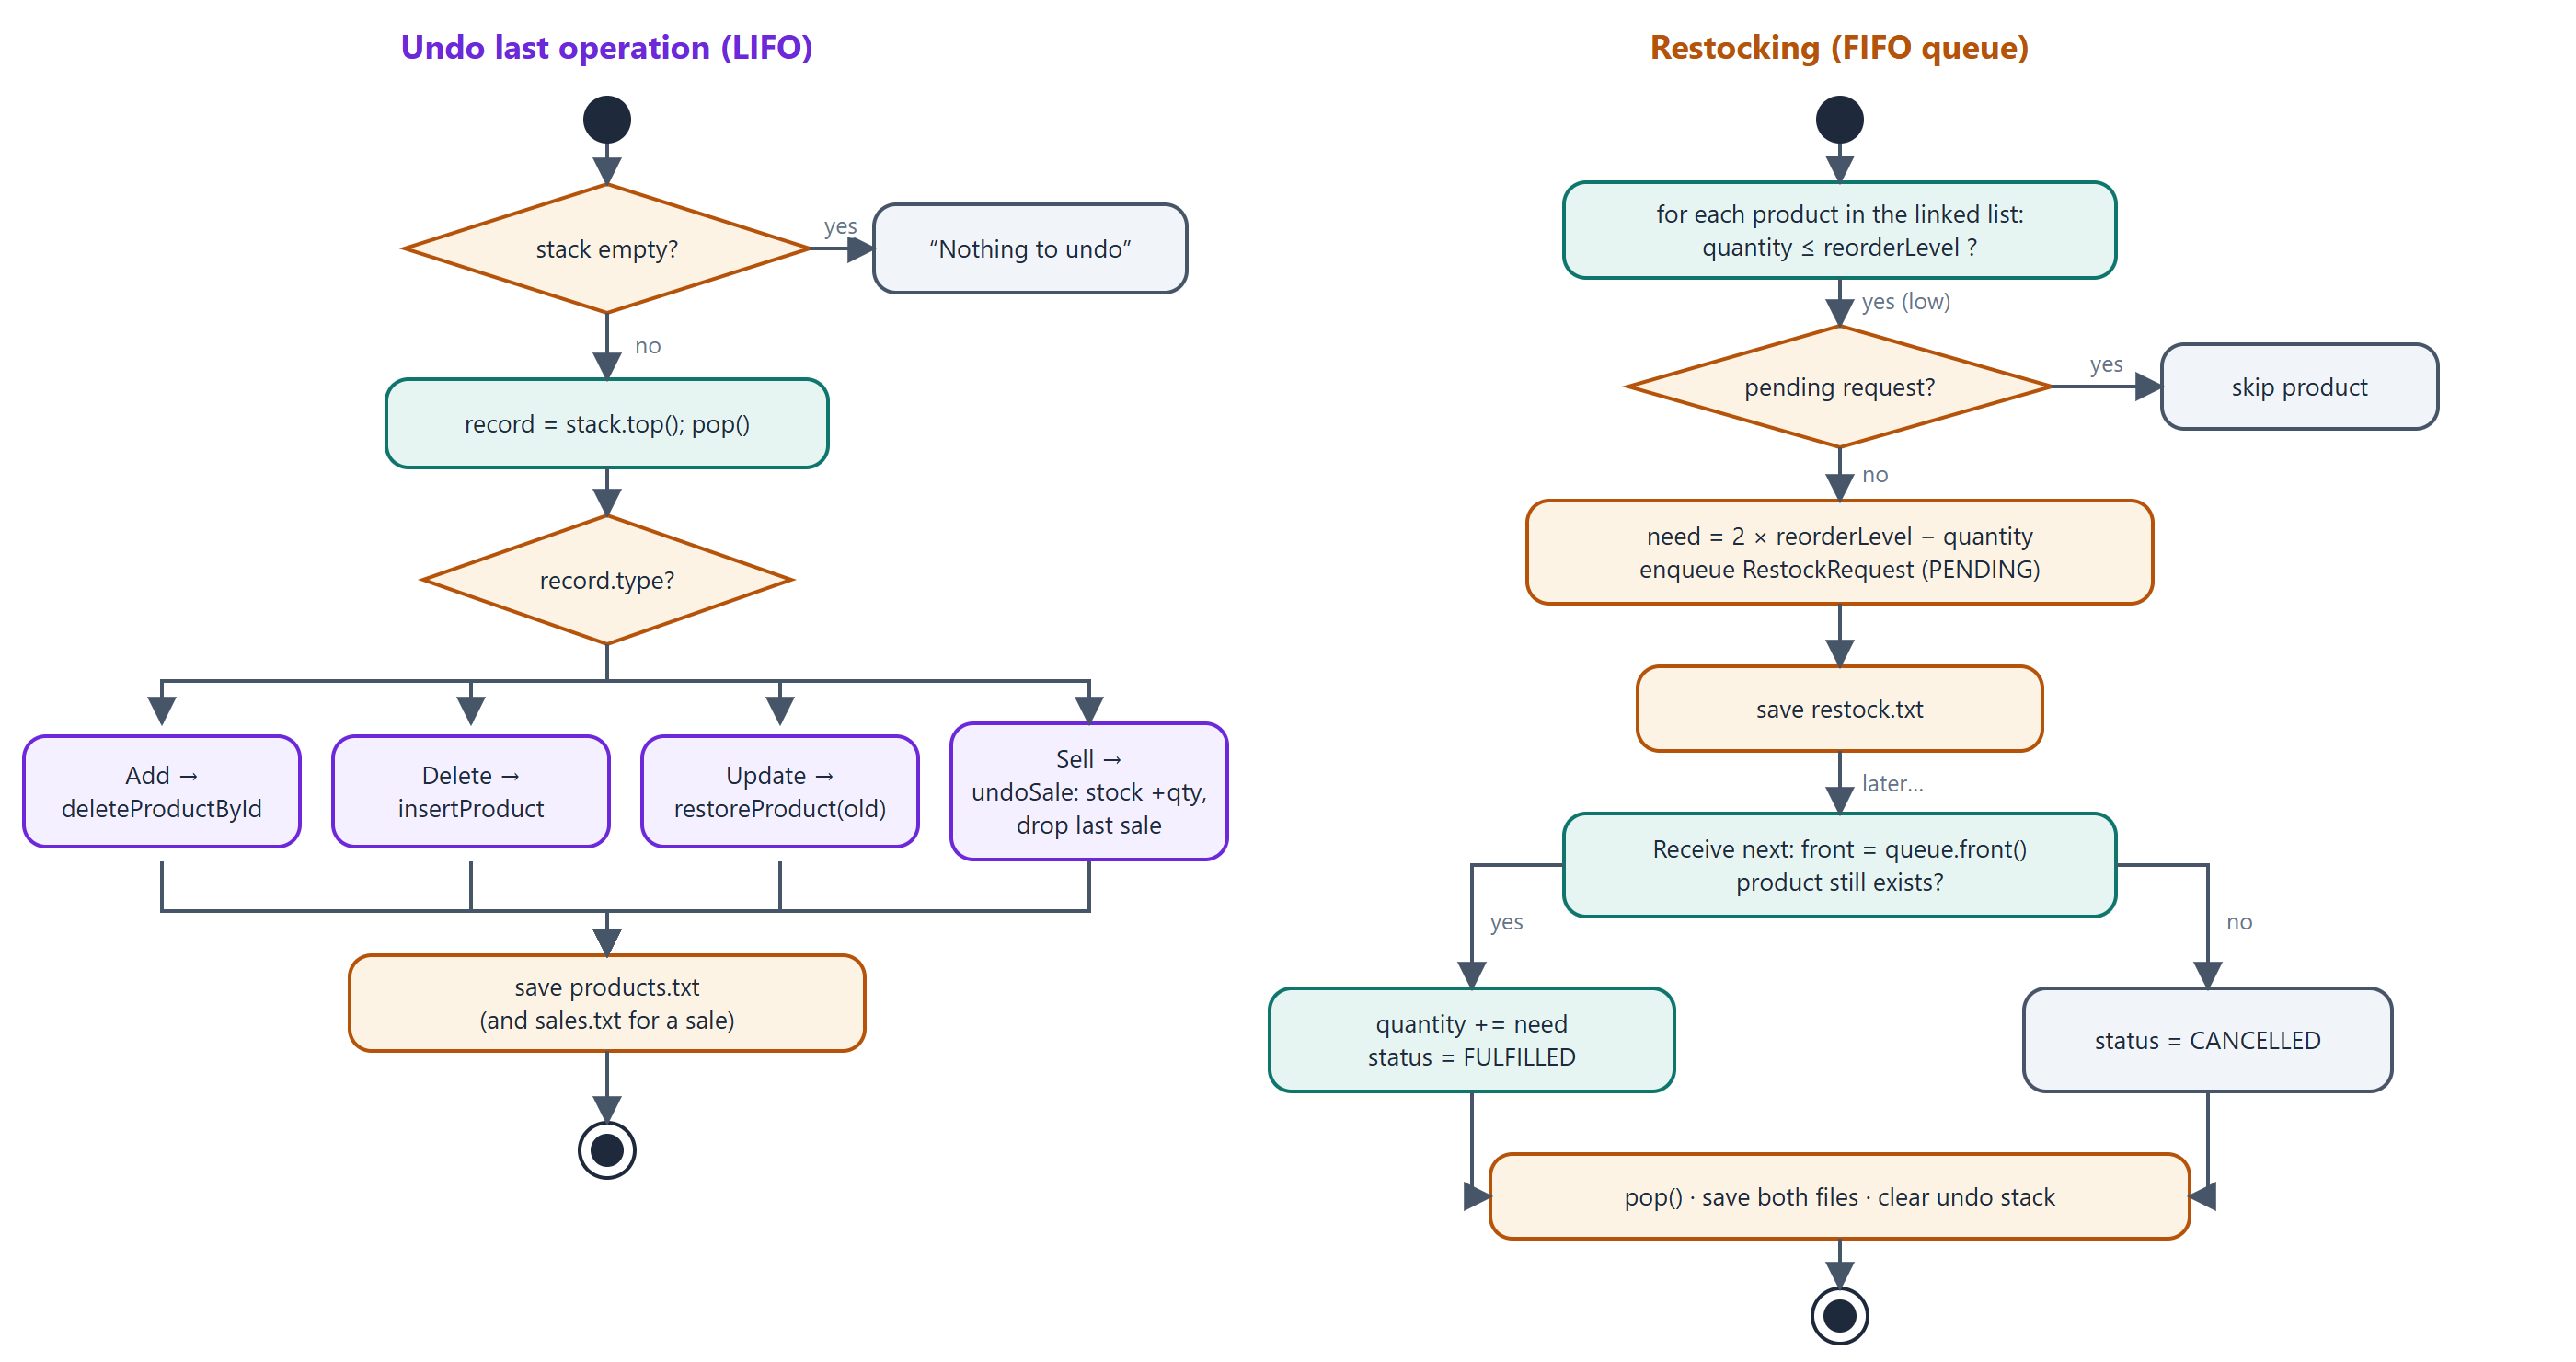 Undo last operation (LIFO)
stack empty?
yes
“Nothing to undo”
no
record = stack.top(); pop()
record.type?
Add →
deleteProductById
Delete →
insertProduct
Update →
restoreProduct(old)
Sell →
undoSale: stock +qty,
drop last sale
save products.txt
(and sales.txt for a sale)
Restocking (FIFO queue)
for each product in the linked list:
quantity ≤ reorderLevel ?
yes (low)
pending request?
yes
skip product
no
need = 2 × reorderLevel − quantity
enqueue RestockRequest (PENDING)
save restock.txt
later...
Receive next: front = queue.front()
product still exists?
yes
no
quantity += need
status = FULFILLED
status = CANCELLED
pop() · save both files · clear undo stack